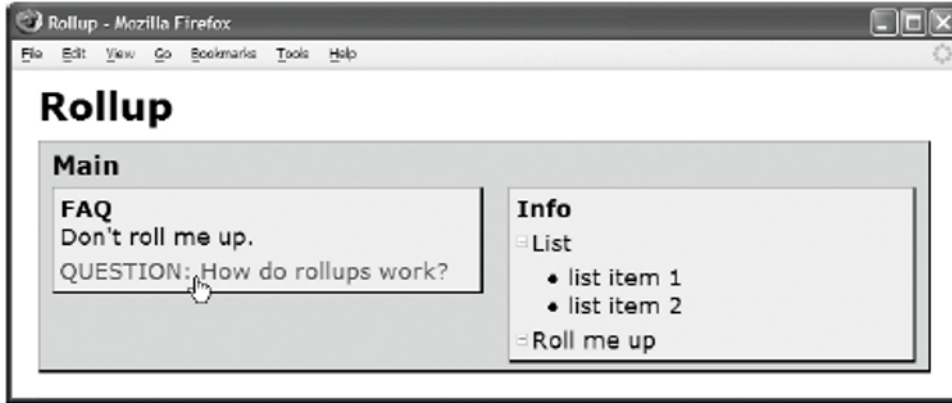 Rollup - Mozilla Firefox
File Edit View Go Bookmarks Tools Help
Rollup
Main
FAQ
Don't roll me up.
QUESTION: How do rollups work?
Info
List
• list item 1
• list item 2
Roll me up